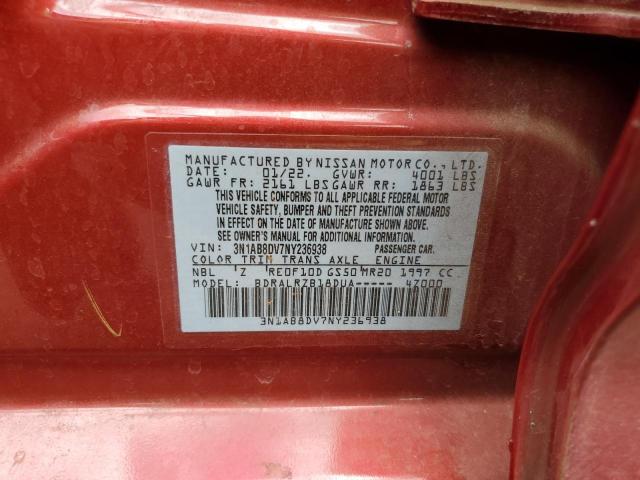 MANUFACTURED BY NISSAN MOTOR CO., LTD.
DATE: 01/22. GVWR: 4001 LBS
GAWR FR: 2161 LBS GAWR RR: 1863 LBS
THIS VEHICLE CONFORMS TO ALL APPLICABLE FEDERAL MOTOR
VEHICLE SAFETY, BUMPER AND THEFT PREVENTION STANDARDS
IN EFFECT ON THE DATE OF MANUFACTURE SHOWN ABOVE.
SEE OWNER'S MANUAL FOR ADDITIONAL INFORMATION.
VIN: 3N1AB8DV7NY236938 PASSENGER CAR.
COLOR TRIM TRANS AXLE ENGINE
NBL 'Z RE0F10D GS50 MR20 1997 CC
MODEL: BDRALRZB18DUA----- 4Z000
3N1AB8DV7NY236938